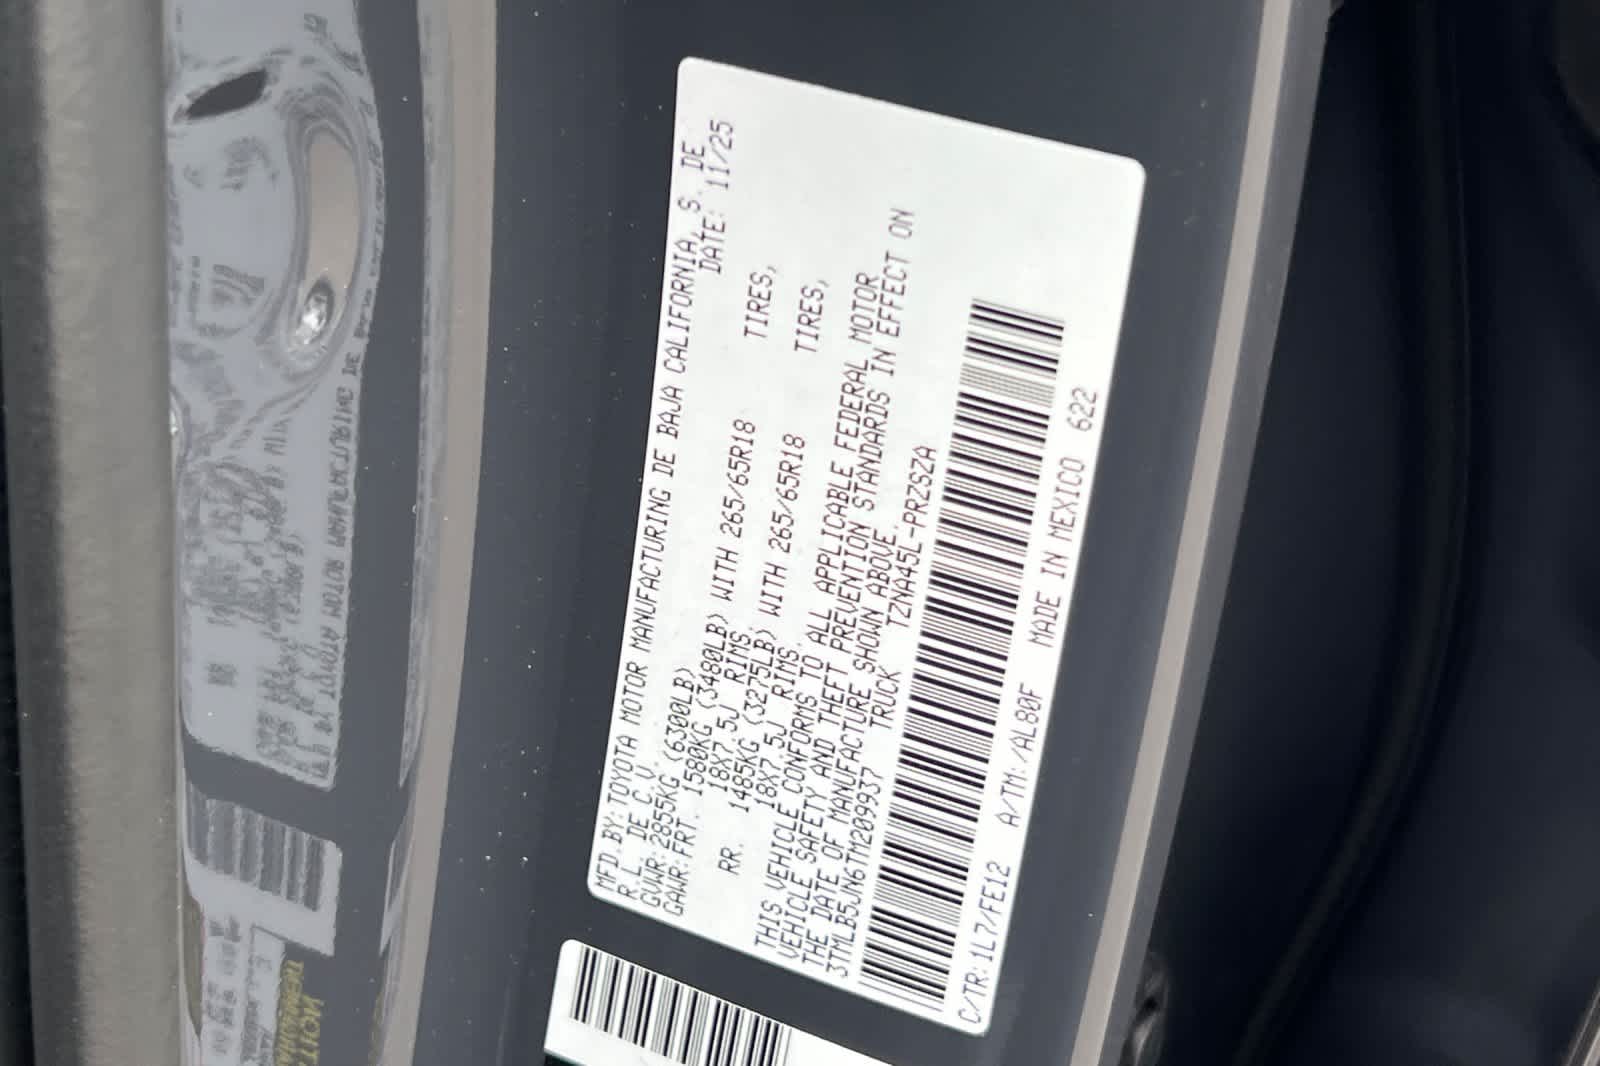 MFD.BY:TOYOTA MOTOR MANUFACTURING DE BAJA CALIFORNIA, S. DE
R.L. DE C.V. DATE: 11/25
GVWR:2855KG (6300LB)
GAWR:FRT. 1580KG (3480LB) WITH 265/65R18 TIRES,
18X7.5J RIMS.
RR. 1485KG (3275LB) WITH 265/65R18 TIRES,
18X7.5J RIMS.
THIS VEHICLE CONFORMS TO ALL APPLICABLE FEDERAL MOTOR
VEHICLE SAFETY AND THEFT PREVENTION STANDARDS IN EFFECT ON
THE DATE OF MANUFACTURE SHOWN ABOVE.
3TMLB5JN6TM209937 TRUCK TZNA45L-PRZSZA
C/TR:1L7/FE12 A/TM:/AL80F MADE IN MEXICO 622